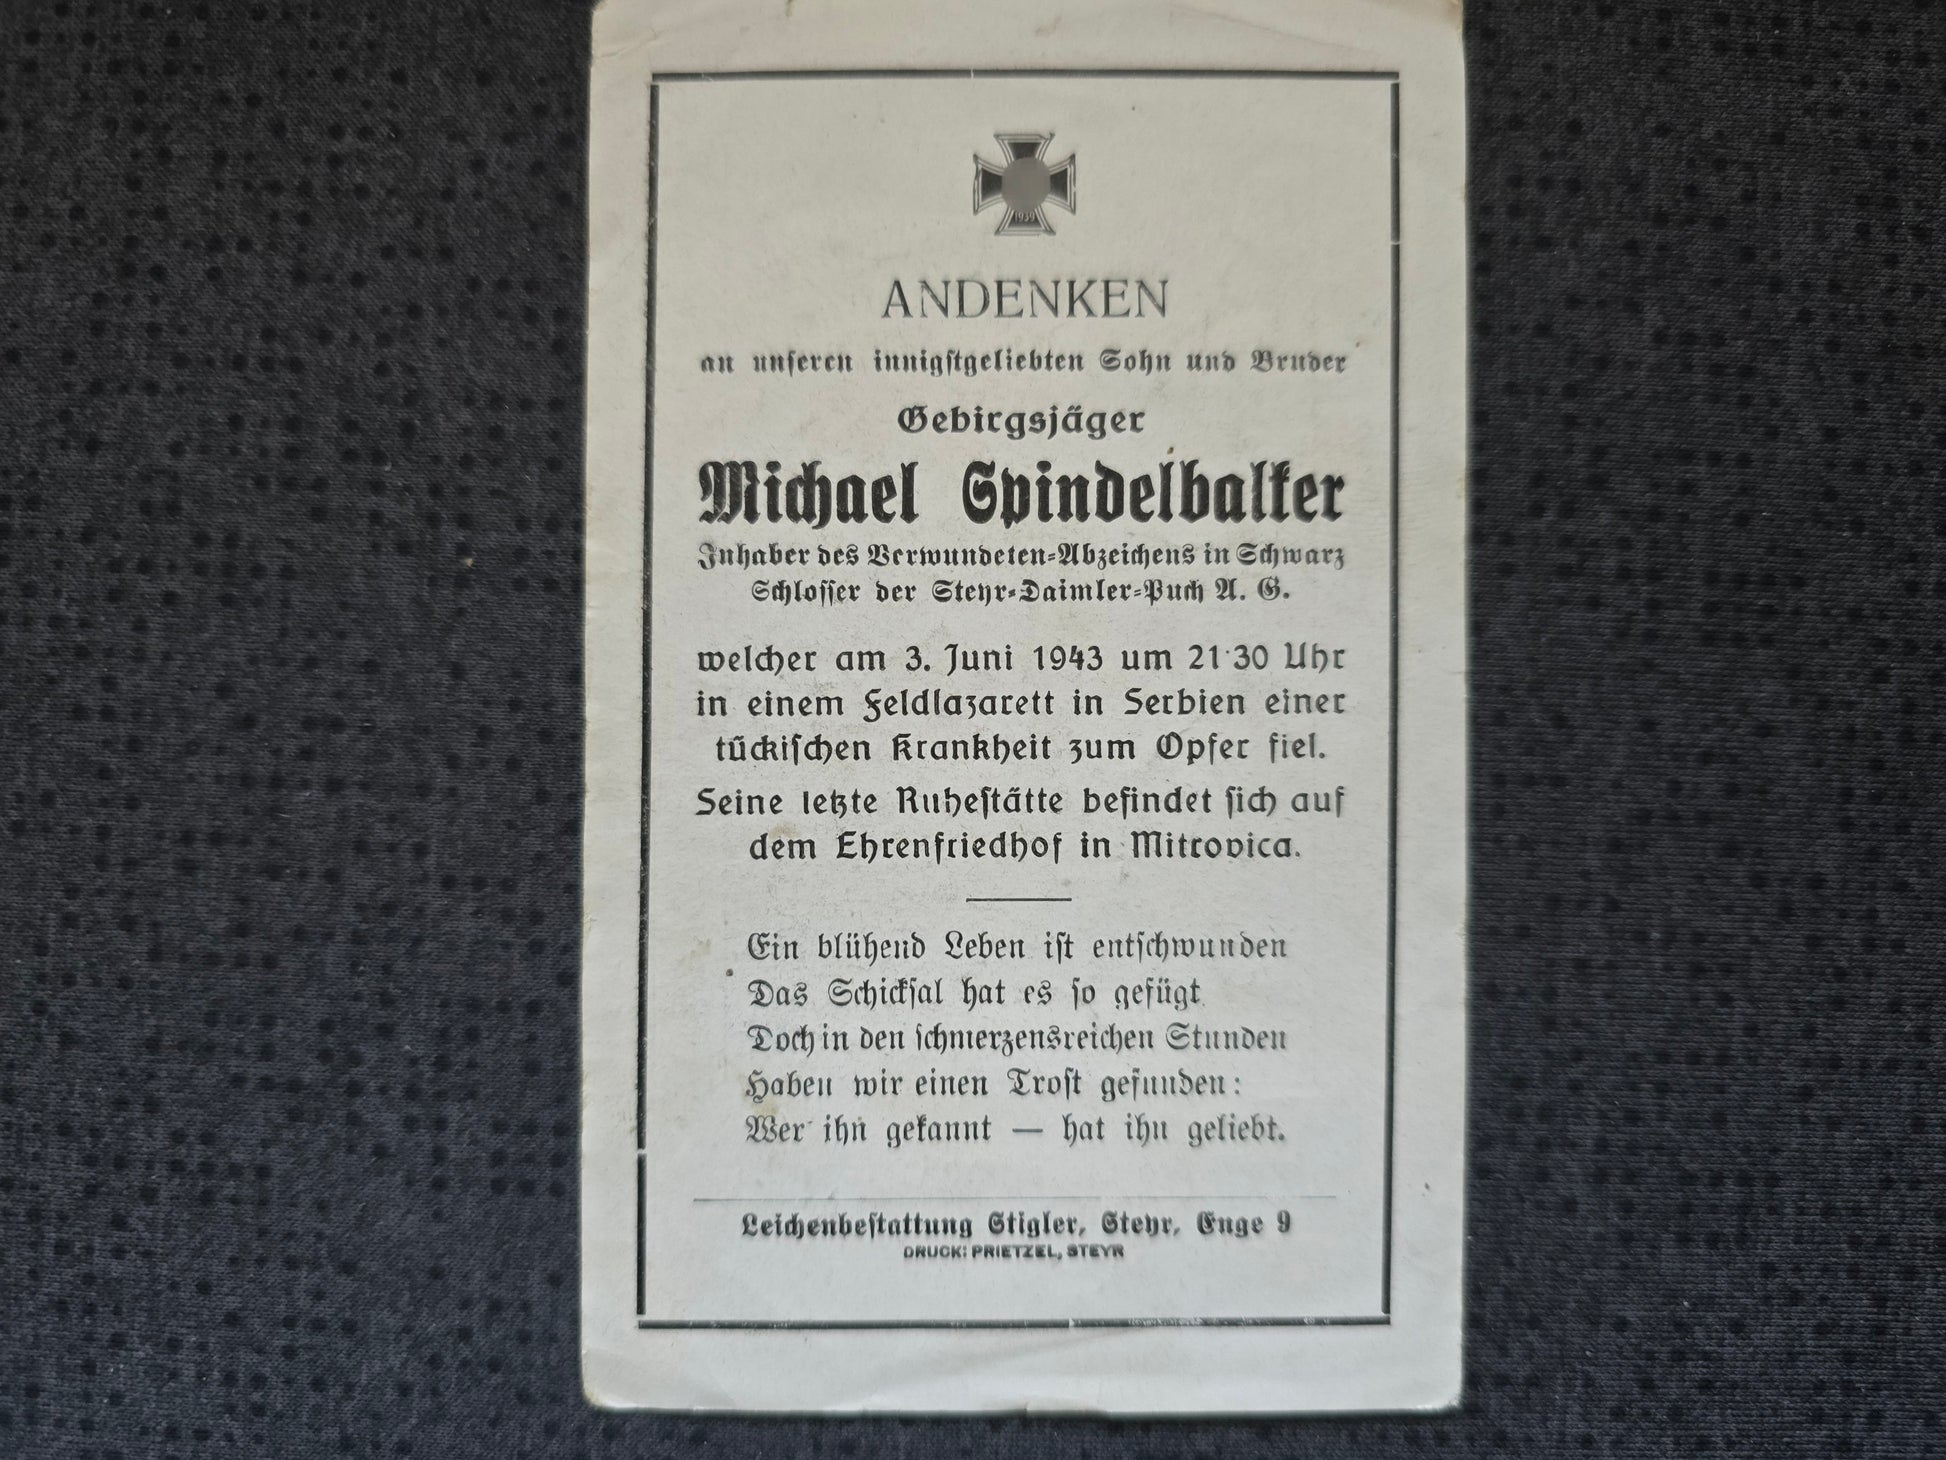 1939
ANDENKEN
an unseren innigstgeliebten Sohn und Bruder
Gebirgsjäger
Michael Spindelbalker
Inhaber des Verwundeten-Abzeichens in Schwarz
Schlosser der Steyr-Daimler-Puch A. G.
welcher am 3. Juni 1943 um 21·30 Uhr
in einem Feldlazarett in Serbien einer
tückischen Krankheit zum Opfer fiel.
Seine letzte Ruhestätte befindet sich auf
dem Ehrenfriedhof in Mitrovica.
Ein blühend Leben ist entschwunden
Das Schicksal hat es so gefügt
Doch in den schmerzensreichen Stunden
Haben wir einen Trost gefunden:
Wer ihn gekannt — hat ihn geliebt.
Leichenbestattung Stigler, Steyr, Enge 9
DRUCK: PRIETZEL, STEYR